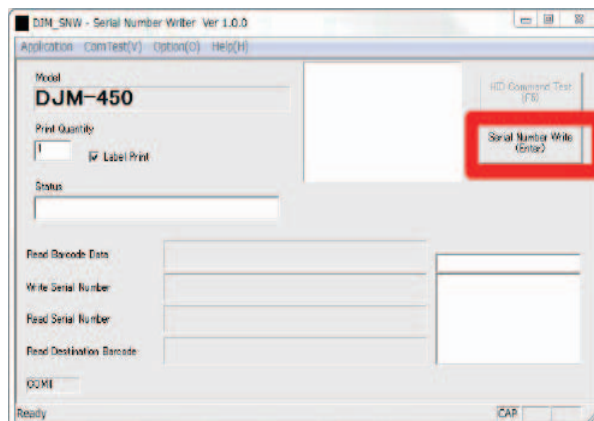 DJM_SNW - Serial Number Writer Ver 1.0.0
Application ComTest(V) Option(O) Help(H)
Model
DJM-450
HID Command Test
(F8)
Print Quantity
1
Label Print
Serial Number Write
(Enter)
Status
Read Barcode Data
Write Serial Number
Read Serial Number
Read Destination Barcode
COM1
Ready
CAP